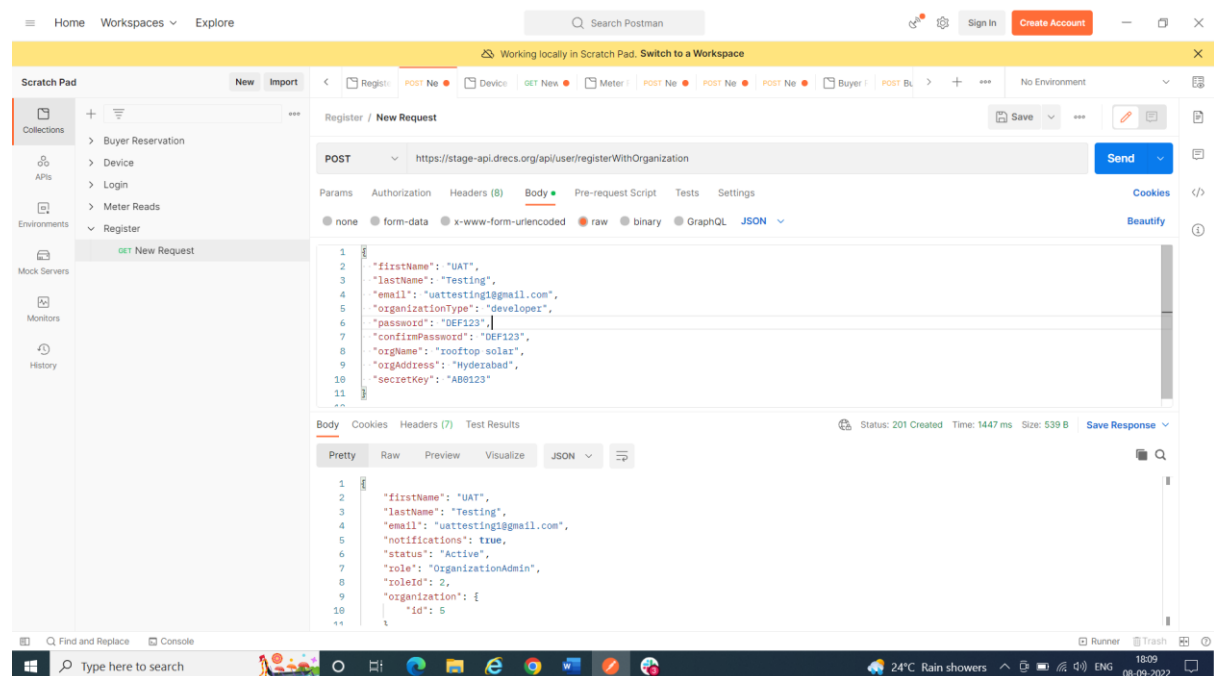 Home Workspaces Explore Search Postman Sign In Create Account
Working locally in Scratch Pad. Switch to a Workspace
Scratch Pad New Import Registe POST Ne Device GET New Meter POST Ne POST Ne POST Ne Buyer POST Bu No Environment
Collections
APIs
Environments
Mock Servers
Monitors
History
Buyer Reservation
Device
Login
Meter Reads
Register
GET New Request
Register / New Request Save
POST https://stage-api.drecs.org/api/user/registerWithOrganization Send
Params Authorization Headers (8) Body Pre-request Script Tests Settings Cookies
none form-data x-www-form-urlencoded raw binary GraphQL JSON Beautify
1 {
2 "firstName": "UAT",
3 "lastName": "Testing",
4 "email": "uattesting1@gmail.com",
5 "organizationType": "developer",
6 "password": "DEF123",
7 "confirmPassword": "DEF123",
8 "orgName": "rooftop solar",
9 "orgAddress": "Hyderabad",
10 "secretKey": "AB0123"
11 }
Body Cookies Headers (7) Test Results Status: 201 Created Time: 1447 ms Size: 539 B Save Response
Pretty Raw Preview Visualize JSON
1 {
2 "firstName": "UAT",
3 "lastName": "Testing",
4 "email": "uattesting1@gmail.com",
5 "notifications": true,
6 "status": "Active",
7 "role": "OrganizationAdmin",
8 "roleId": 2,
9 "organization": {
10 "id": 5
11 }
Find and Replace Console Runner Trash
Type here to search 24°C Rain showers ENG 18:09
08-09-2022